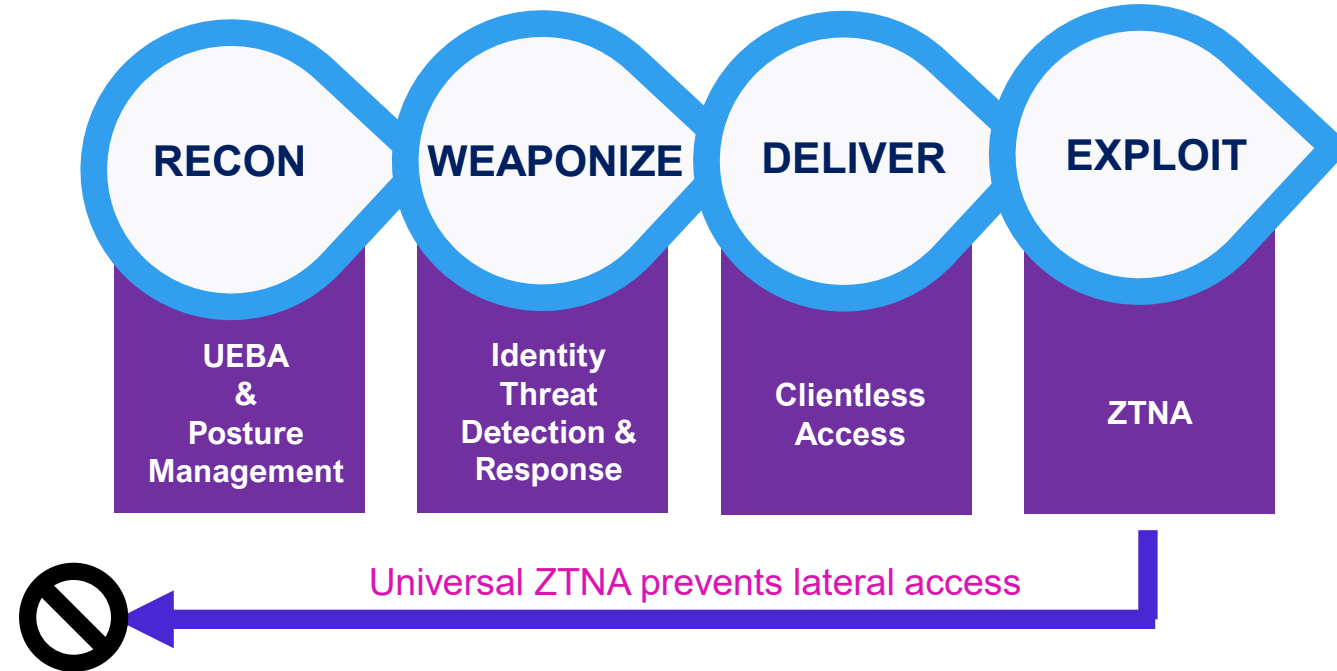 RECON
WEAPONIZE
DELIVER
EXPLOIT
UEBA
&
Posture
Management
Identity
Threat
Detection &
Response
Clientless
Access
ZTNA
Universal ZTNA prevents lateral access